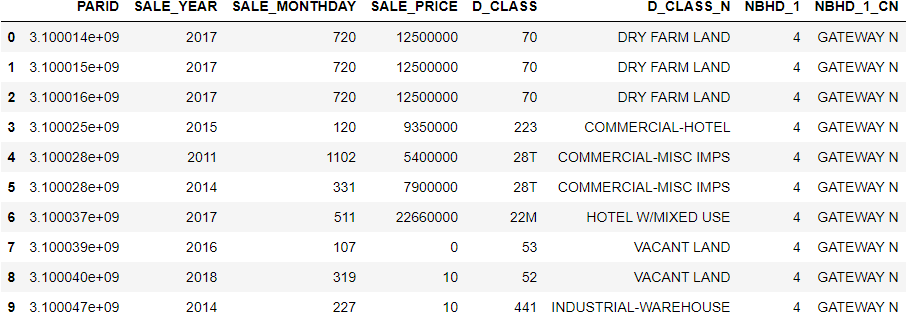 PARID SALE_YEAR SALE_MONTHDAY SALE_PRICE D_CLASS D_CLASS_N NBHD_1 NBHD_1_CN
0 3.100014e+09 2017 720 12500000 70 DRY FARM LAND 4 GATEWAY N
1 3.100015e+09 2017 720 12500000 70 DRY FARM LAND 4 GATEWAY N
2 3.100016e+09 2017 720 12500000 70 DRY FARM LAND 4 GATEWAY N
3 3.100025e+09 2015 120 9350000 223 COMMERCIAL-HOTEL 4 GATEWAY N
4 3.100028e+09 2011 1102 5400000 28T COMMERCIAL-MISC IMPS 4 GATEWAY N
5 3.100028e+09 2014 331 7900000 28T COMMERCIAL-MISC IMPS 4 GATEWAY N
6 3.100037e+09 2017 511 22660000 22M HOTEL W/MIXED USE 4 GATEWAY N
7 3.100039e+09 2016 107 0 53 VACANT LAND 4 GATEWAY N
8 3.100040e+09 2018 319 10 52 VACANT LAND 4 GATEWAY N
9 3.100047e+09 2014 227 10 441 INDUSTRIAL-WAREHOUSE 4 GATEWAY N